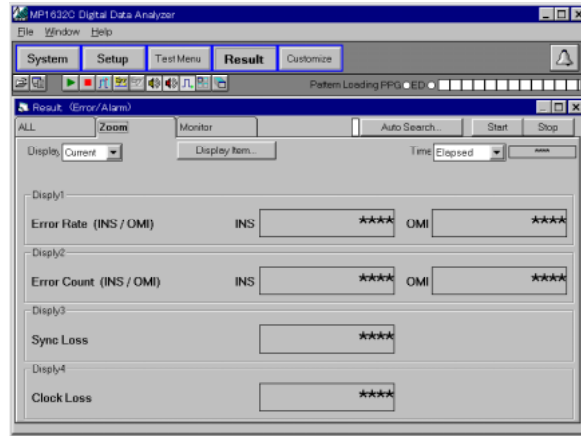 MP1632C Digital Data Analyzer
File Window Help
System Setup Test Menu Result Customize
Pattern Loading PPG ED
Result (Error/Alarm)
ALL Zoom Monitor Auto Search... Start Stop
Display Current Display Item... Time Elapsed ****
Disply1
Error Rate (INS / OMI) INS **** OMI ****
Disply2
Error Count (INS / OMI) INS **** OMI ****
Disply3
Sync Loss ****
Disply4
Clock Loss ****